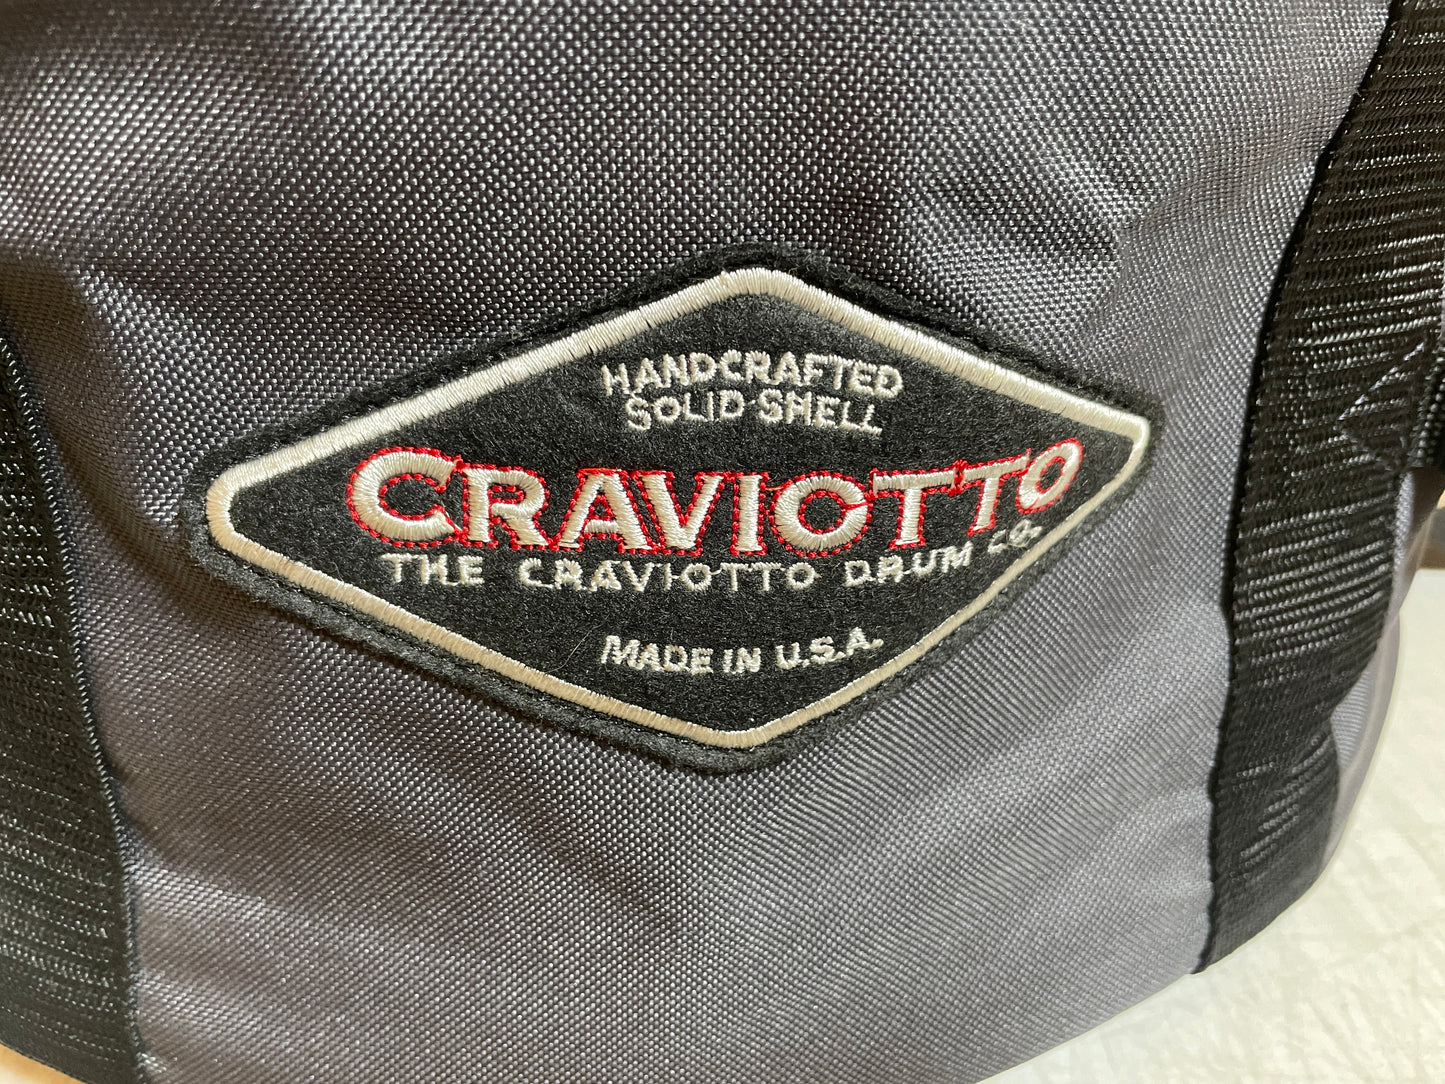 HANDCRAFTED
SOLID SHELL
CRAVIOTTO
THE CRAVIOTTO DRUM CO.
MADE IN U.S.A.